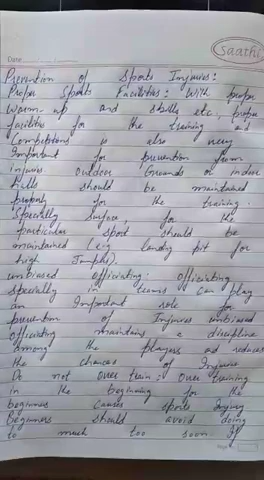 Saathi
Date
Prevention of Sports Injuries:
Proper Sports Facilities: With proper
warm-up and skills etc, proper
facilities for the training and
Competitions is also very
Important for prevention from
injuries Outdoor Grounds or indoor
halls should be maintained
properly for the training.
Specially Surface, for the
particular sport should be
maintained (e.g landing pit for
high Jumps).
unbiased officiating: officiating
specially in teams can play
an Important role for
prevention of Injuries unbiased
officiating maintains a discipline
among the players and reduces
the chances of Injuries
Do not over train: Over training
in the beginning for the
beginners causes sports Injury
beginners should avoid doing
to much too soon. If